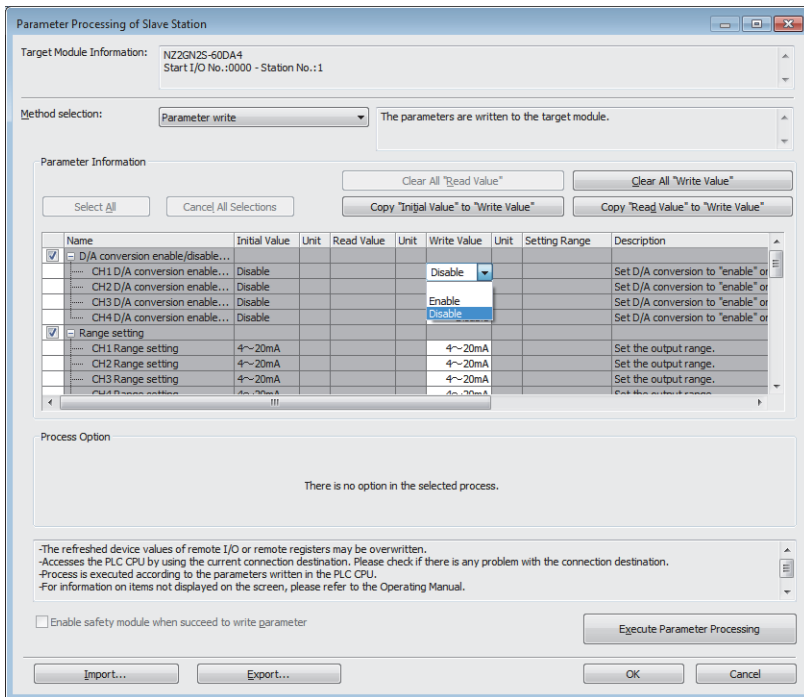 Parameter Processing of Slave Station
Target Module Information:
NZ2GN2S-60DA4
Start I/O No.:0000 - Station No.:1
Method selection:
Parameter write
The parameters are written to the target module.
Parameter Information
Clear All "Read Value"
Clear All "Write Value"
Select All
Cancel All Selections
Copy "Initial Value" to "Write Value"
Copy "Read Value" to "Write Value"
Name Initial Value Unit Read Value Unit Write Value Unit Setting Range Description
D/A conversion enable/disable...
CH1 D/A conversion enable... Disable Disable Set D/A conversion to "enable" or
CH2 D/A conversion enable... Disable Set D/A conversion to "enable" or
CH3 D/A conversion enable... Disable Enable Set D/A conversion to "enable" or
CH4 D/A conversion enable... Disable Disable Set D/A conversion to "enable" or
Range setting
CH1 Range setting 4~20mA 4~20mA Set the output range.
CH2 Range setting 4~20mA 4~20mA Set the output range.
CH3 Range setting 4~20mA 4~20mA Set the output range.
CH4 Range setting 4~20mA 4~20mA Set the output range.
Process Option
There is no option in the selected process.
-The refreshed device values of remote I/O or remote registers may be overwritten.
-Accesses the PLC CPU by using the current connection destination. Please check if there is any problem with the connection destination.
-Process is executed according to the parameters written in the PLC CPU.
-For information on items not displayed on the screen, please refer to the Operating Manual.
Enable safety module when succeed to write parameter
Execute Parameter Processing
Import... Export... OK Cancel